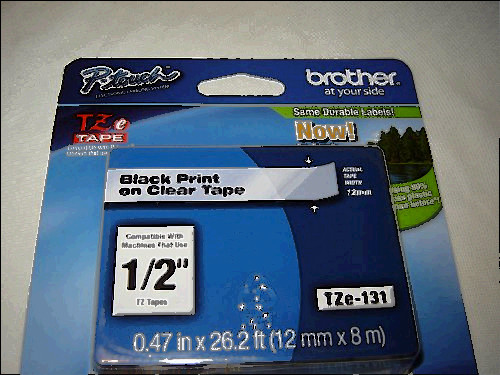 P-touch
brother
at your side
TZe
TAPE
Same Durable Labels!
Now!
Black Print
on Clear Tape
ACTUAL
TAPE
WIDTH
12mm
Compatible With
Machines That Use
1/2"
TZ Tapes
TZe-131
0.47 in x 26.2 ft (12 mm x 8 m)